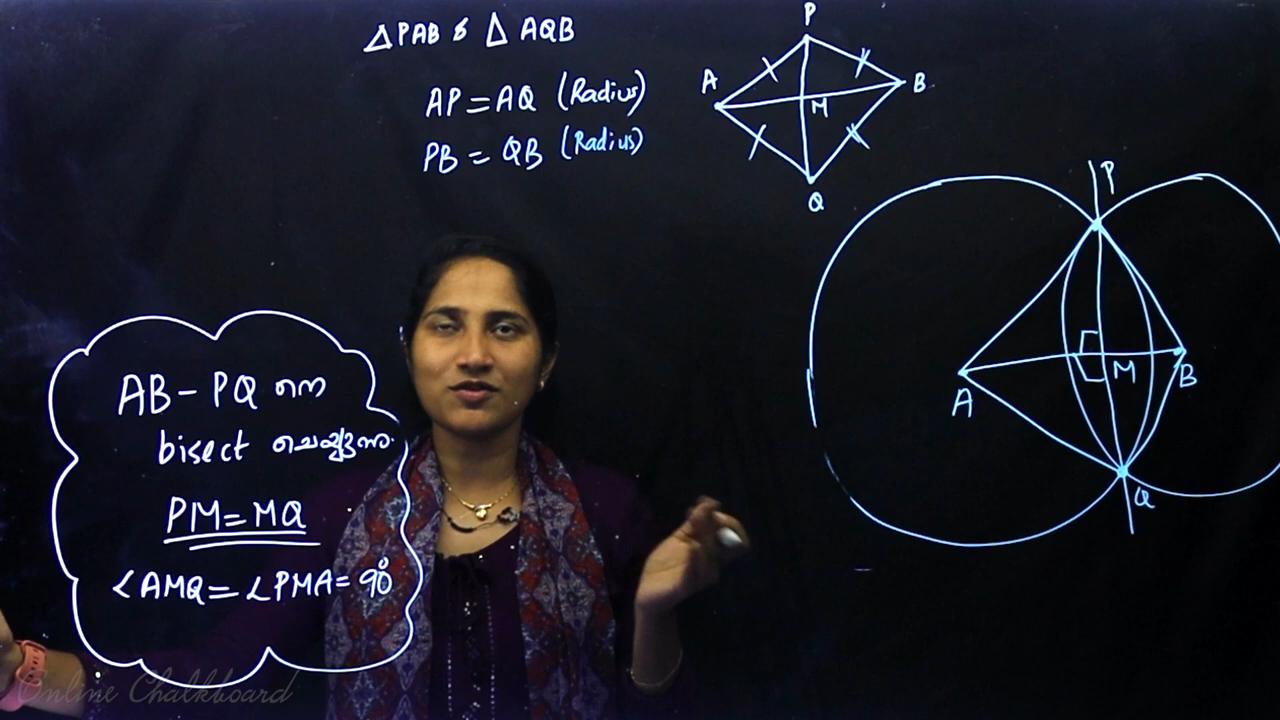 △ PAB & △ AQB
AP = AQ (Radius)
PB = QB (Radius)
P
A
B
M
Q
P
A
M
B
Q
AB - PQ നെ
bisect ചെയ്യുന്നു.
PM = MQ
∠AMQ = ∠PMA = 90°
Online Chalkboard